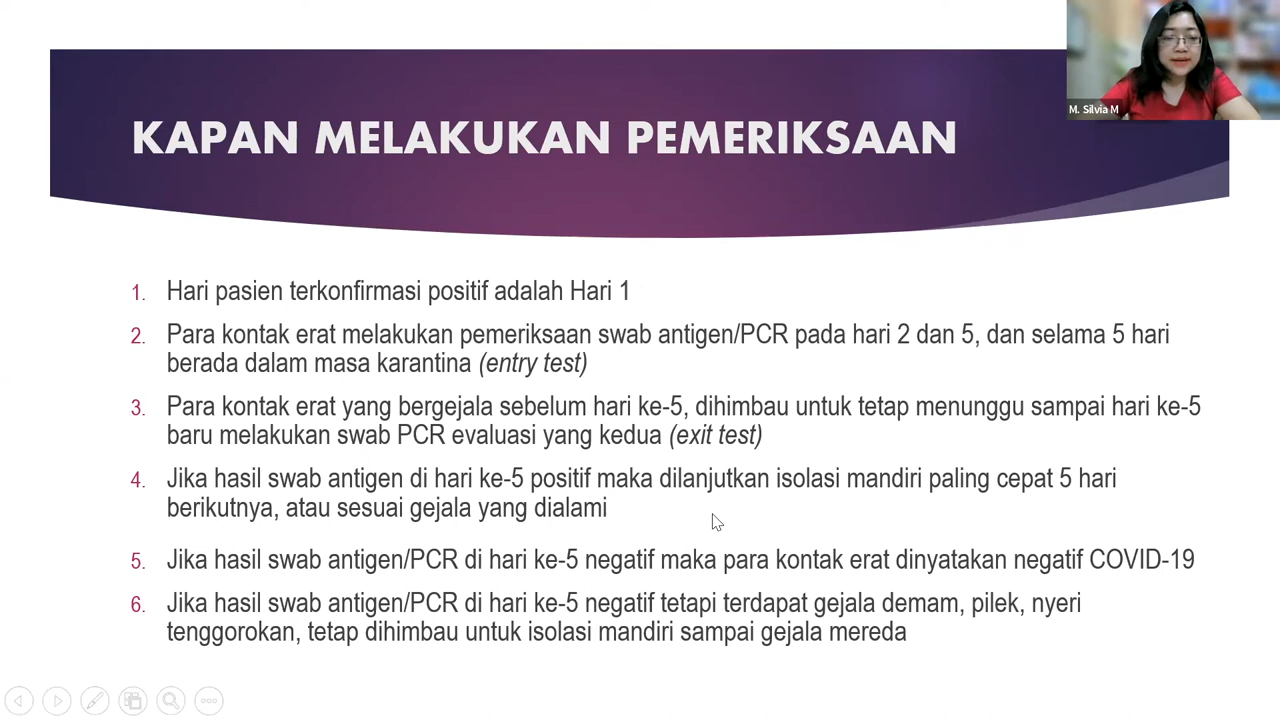 M. Silvia M
KAPAN MELAKUKAN PEMERIKSAAN
1. Hari pasien terkonfirmasi positif adalah Hari 1
2. Para kontak erat melakukan pemeriksaan swab antigen/PCR pada hari 2 dan 5, dan selama 5 hari
berada dalam masa karantina (entry test)
3. Para kontak erat yang bergejala sebelum hari ke-5, dihimbau untuk tetap menunggu sampai hari ke-5
baru melakukan swab PCR evaluasi yang kedua (exit test)
4. Jika hasil swab antigen di hari ke-5 positif maka dilanjutkan isolasi mandiri paling cepat 5 hari
berikutnya, atau sesuai gejala yang dialami
5. Jika hasil swab antigen/PCR di hari ke-5 negatif maka para kontak erat dinyatakan negatif COVID-19
6. Jika hasil swab antigen/PCR di hari ke-5 negatif tetapi terdapat gejala demam, pilek, nyeri
tenggorokan, tetap dihimbau untuk isolasi mandiri sampai gejala mereda